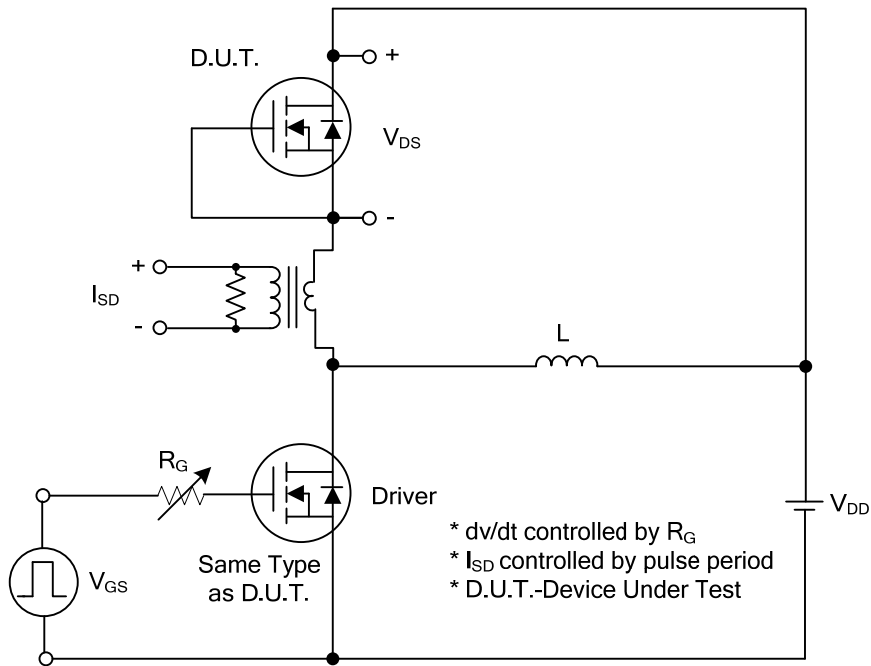 D.U.T.
+
V_DS
-
+
I_SD
-
L
R_G
Driver
V_DD
V_GS
Same Type
as D.U.T.
* dv/dt controlled by R_G
* I_SD controlled by pulse period
* D.U.T.-Device Under Test